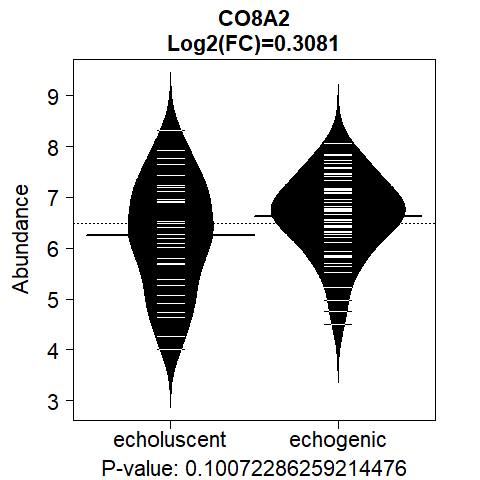 CO8A2
Log2(FC)=0.3081
Abundance
9
8
7
6
5
4
3
echoluscent echogenic
P-value: 0.10072286259214476